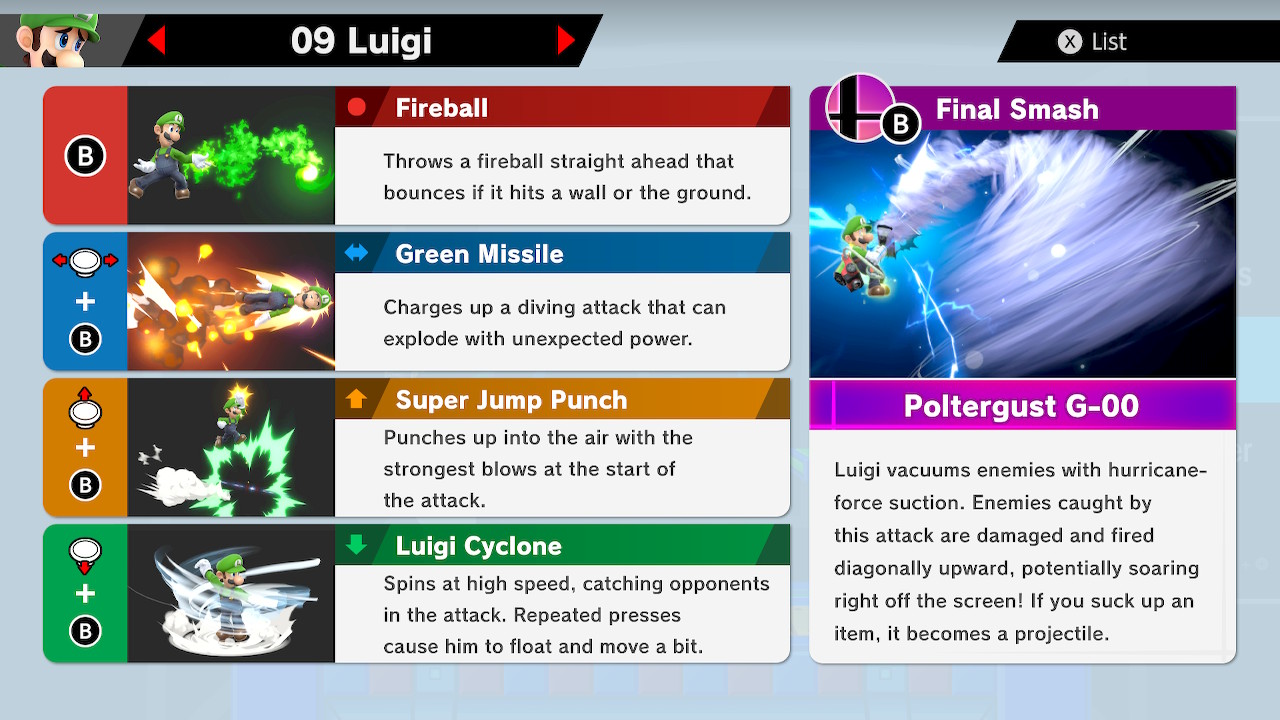 09 Luigi
X List
B
Fireball
Throws a fireball straight ahead that
bounces if it hits a wall or the ground.
+
B
Green Missile
Charges up a diving attack that can
explode with unexpected power.
+
B
Super Jump Punch
Punches up into the air with the
strongest blows at the start of
the attack.
+
B
Luigi Cyclone
Spins at high speed, catching opponents
in the attack. Repeated presses
cause him to float and move a bit.
B Final Smash
Poltergust G-00
Luigi vacuums enemies with hurricane-
force suction. Enemies caught by
this attack are damaged and fired
diagonally upward, potentially soaring
right off the screen! If you suck up an
item, it becomes a projectile.